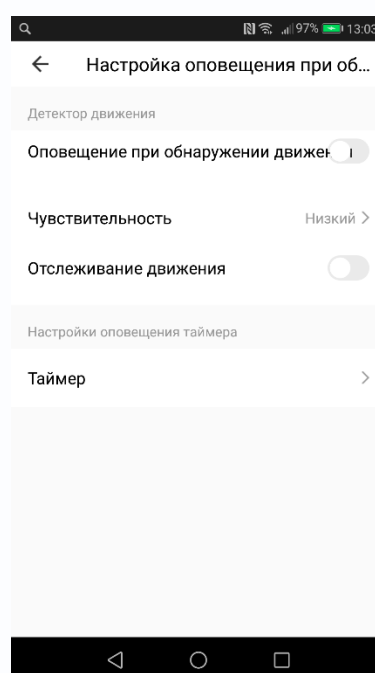 97% 13:03
Настройка оповещения при об...
Детектор движения
Оповещение при обнаружении движен
Чувствительность Низкий
Отслеживание движения
Настройки оповещения таймера
Таймер